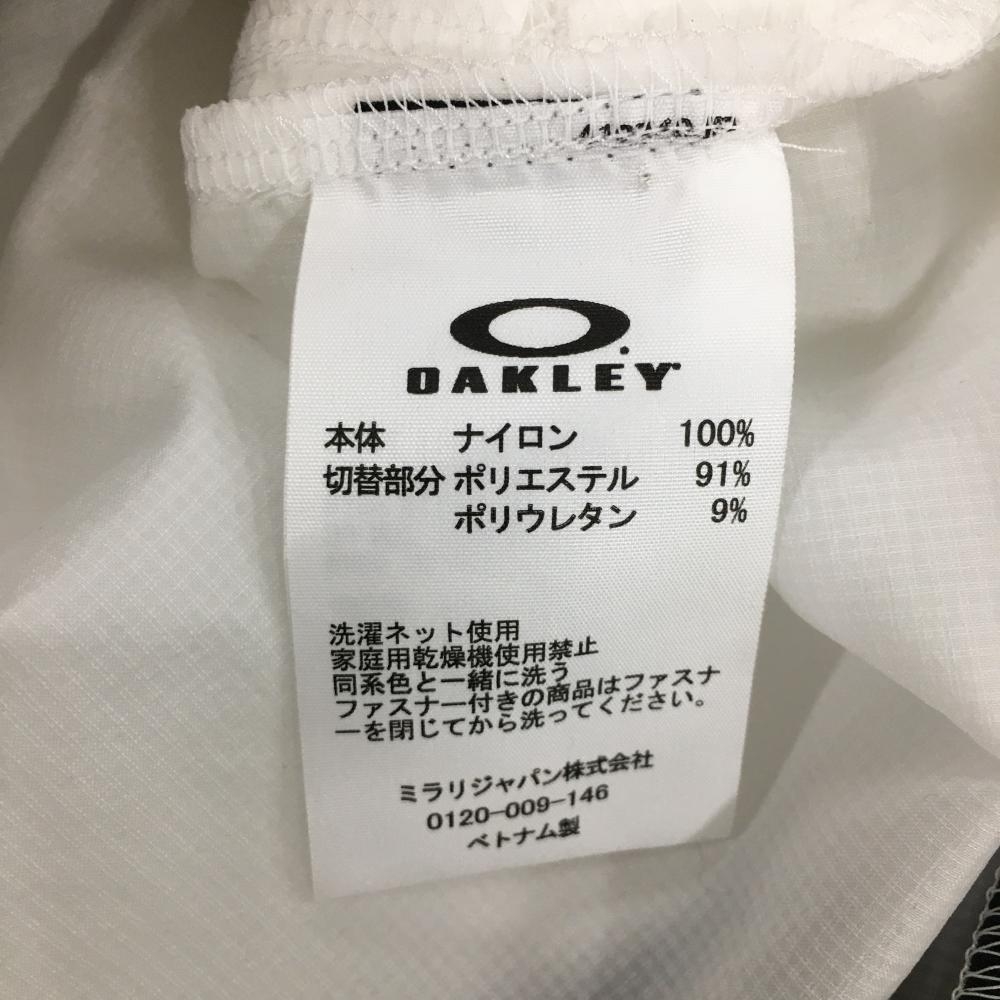 OAKLEY
本体 ナイロン 100%
切替部分 ポリエステル 91%
ポリウレタン 9%
洗濯ネット使用
家庭用乾燥機使用禁止
同系色と一緒に洗う
ファスナー付きの商品はファスナ
ーを閉じてから洗ってください。
ミラリジャパン株式会社
0120-009-146
ベトナム製